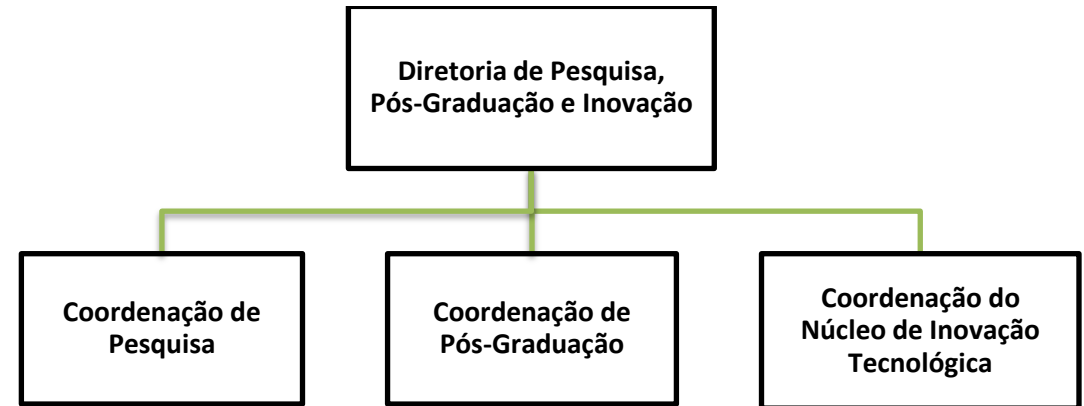 Diretoria de Pesquisa,
Pós-Graduação e Inovação
Coordenação de
Pesquisa
Coordenação de
Pós-Graduação
Coordenação do
Núcleo de Inovação
Tecnológica